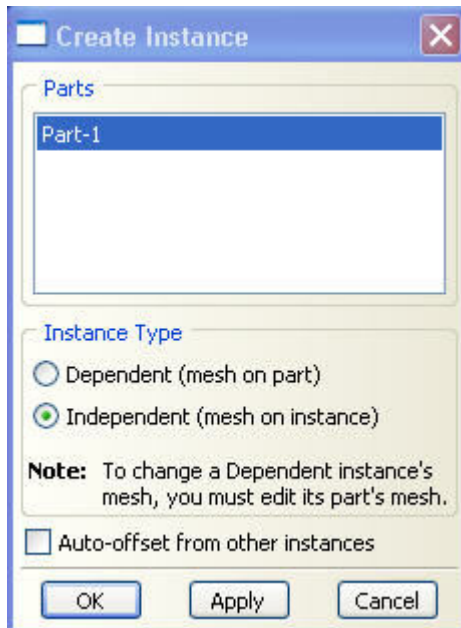 Create Instance
Parts
Part-1
Instance Type
Dependent (mesh on part)
Independent (mesh on instance)
Note: To change a Dependent instance's
mesh, you must edit its part's mesh.
Auto-offset from other instances
OK Apply Cancel